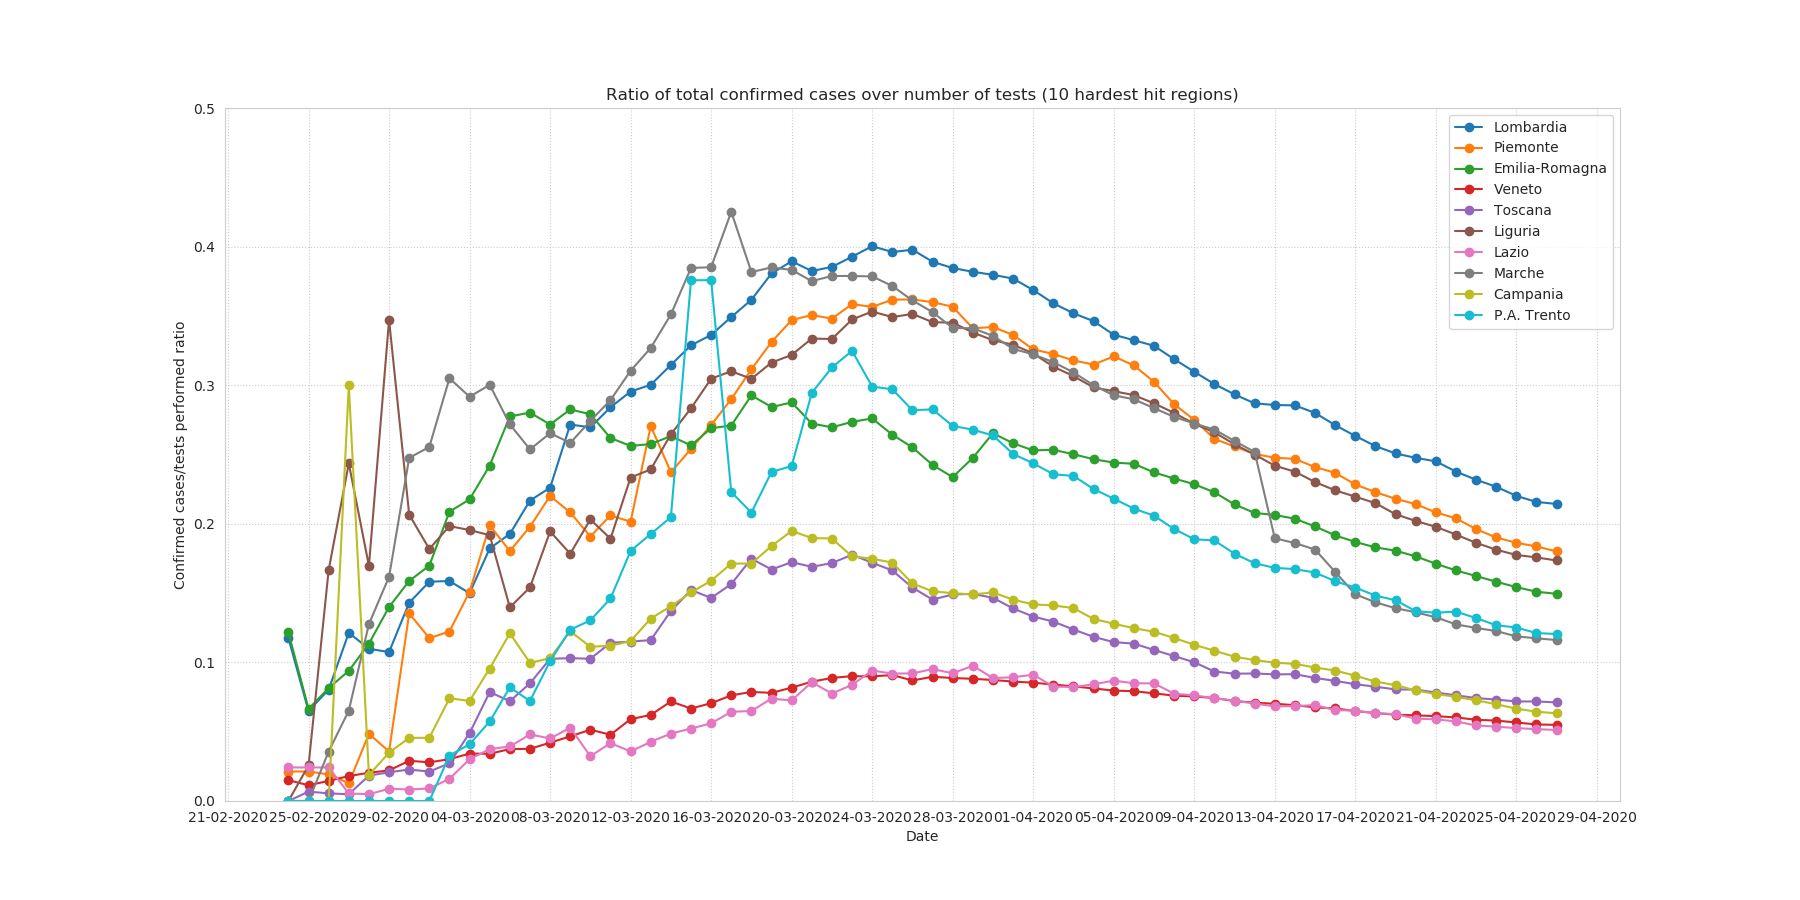 Ratio of total confirmed cases over number of tests (10 hardest hit regions)
0.5
0.4
0.3
0.2
0.1
0.0
Confirmed cases/tests performed ratio
Lombardia
Piemonte
Emilia-Romagna
Veneto
Toscana
Liguria
Lazio
Marche
Campania
P.A. Trento
21-02-2020 25-02-2020 29-02-2020 04-03-2020 08-03-2020 12-03-2020 16-03-2020 20-03-2020 24-03-2020 28-03-2020 01-04-2020 05-04-2020 09-04-2020 13-04-2020 17-04-2020 21-04-2020 25-04-2020 29-04-2020
Date